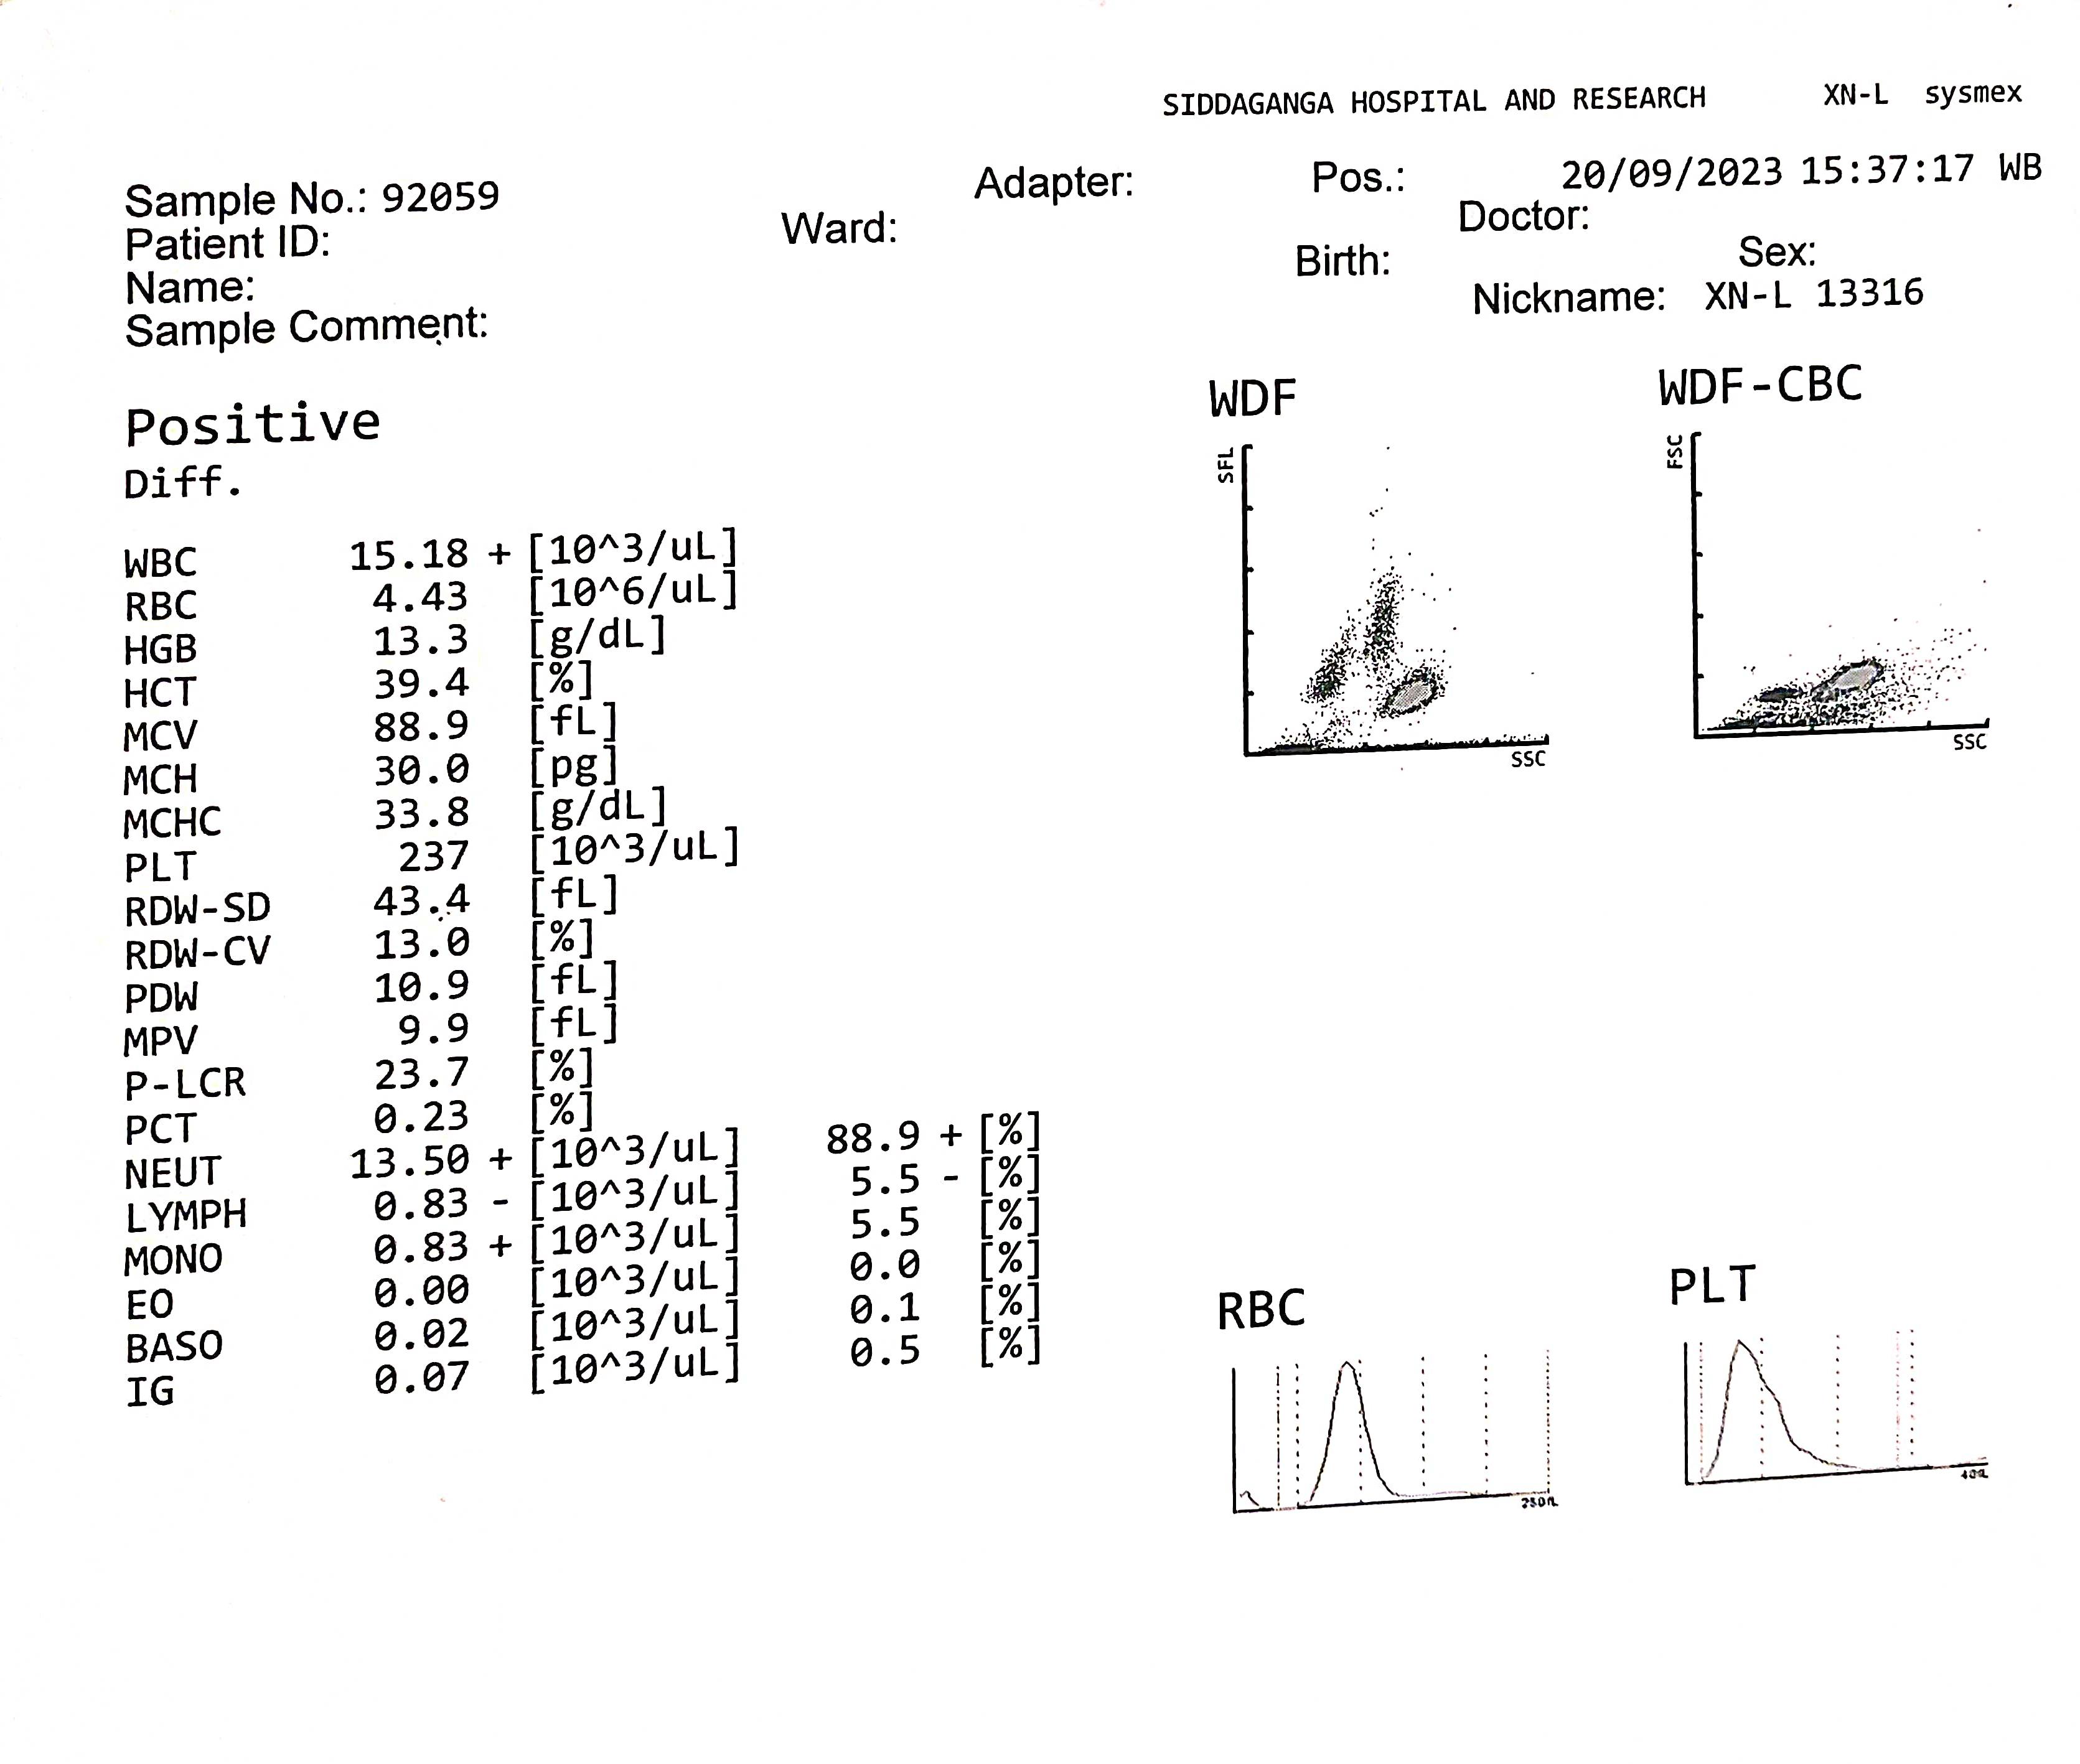 SIDDAGANGA HOSPITAL AND RESEARCH XN-L sysmex
Sample No.: 92059 Adapter: Pos.: 20/09/2023 15:37:17 WB
Patient ID: Ward: Doctor:
Name: Birth: Sex:
Sample Comment: Nickname: XN-L 13316
Positive
Diff.
WBC 15.18 + [10^3/uL]
RBC 4.43 [10^6/uL]
HGB 13.3 [g/dL]
HCT 39.4 [%]
MCV 88.9 [fL]
MCH 30.0 [pg]
MCHC 33.8 [g/dL]
PLT 237 [10^3/uL]
RDW-SD 43.4 [fL]
RDW-CV 13.0 [%]
PDW 10.9 [fL]
MPV 9.9 [fL]
P-LCR 23.7 [%]
PCT 0.23 [%]
NEUT 13.50 + [10^3/uL] 88.9 + [%]
LYMPH 0.83 - [10^3/uL] 5.5 - [%]
MONO 0.83 + [10^3/uL] 5.5 [%]
EO 0.00 [10^3/uL] 0.0 [%]
BASO 0.02 [10^3/uL] 0.1 [%]
IG 0.07 [10^3/uL] 0.5 [%]
WDF
SFL
SSC
WDF-CBC
FSC
SSC
RBC
250fL
PLT
40fL